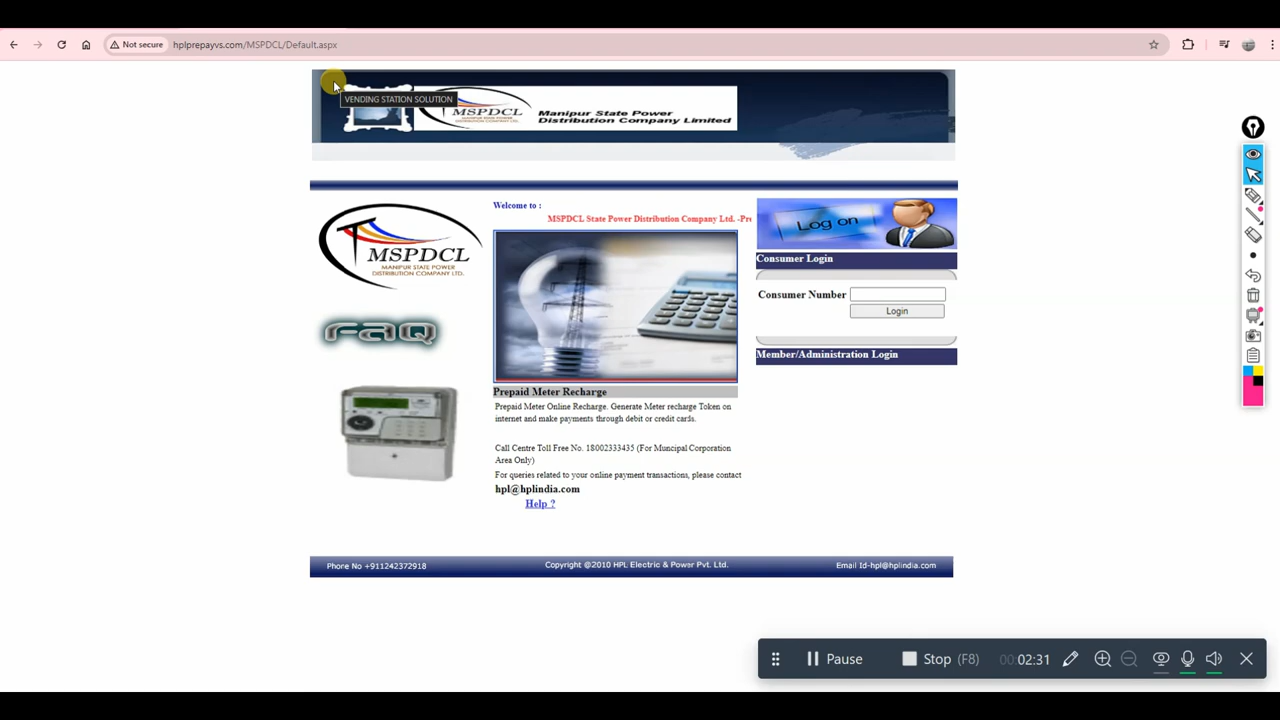 Not secure
hplprepayvs.com/MSPDCL/Default.aspx
VENDING STATION SOLUTION
MSPDCL
Manipur State Power
Distribution Company Limited
MSPDCL
MANIPUR STATE POWER
DISTRIBUTION COMPANY LTD.
FAQ
Welcome to :
MSPDCL State Power Distribution Company Ltd. -Pre
Prepaid Meter Recharge
Prepaid Meter Online Recharge. Generate Meter recharge Token on
internet and make payments through debit or credit cards.
Call Centre Toll Free No. 18002333435 (For Muncipal Corporation
Area Only)
For queries related to your online payment transactions, please contact
hpl@hplindia.com
Help ?
Log on
Consumer Login
Consumer Number
Login
Member/Administration Login
Phone No +911242372918
Copyright @2010 HPL Electric & Power Pvt. Ltd.
Email Id-hpl@hplindia.com
Pause
Stop (F8)
00:02:31